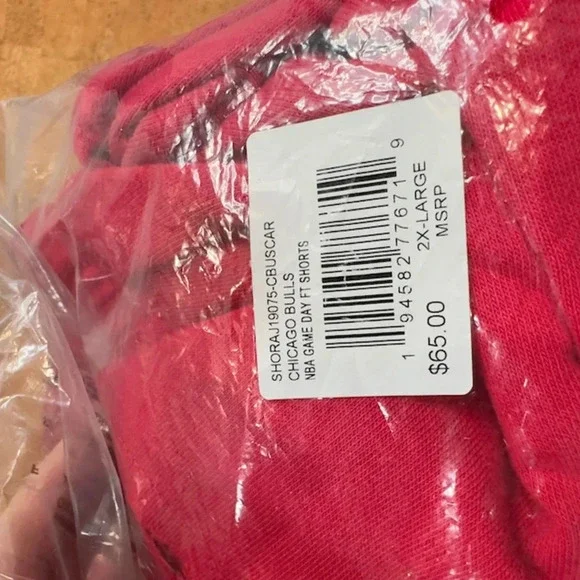 SHORAJ19075-CBUSCAR
CHICAGO BULLS
NBA GAME DAY FT SHORTS
1 94582 77671 9
2X-LARGE
MSRP
$65.00